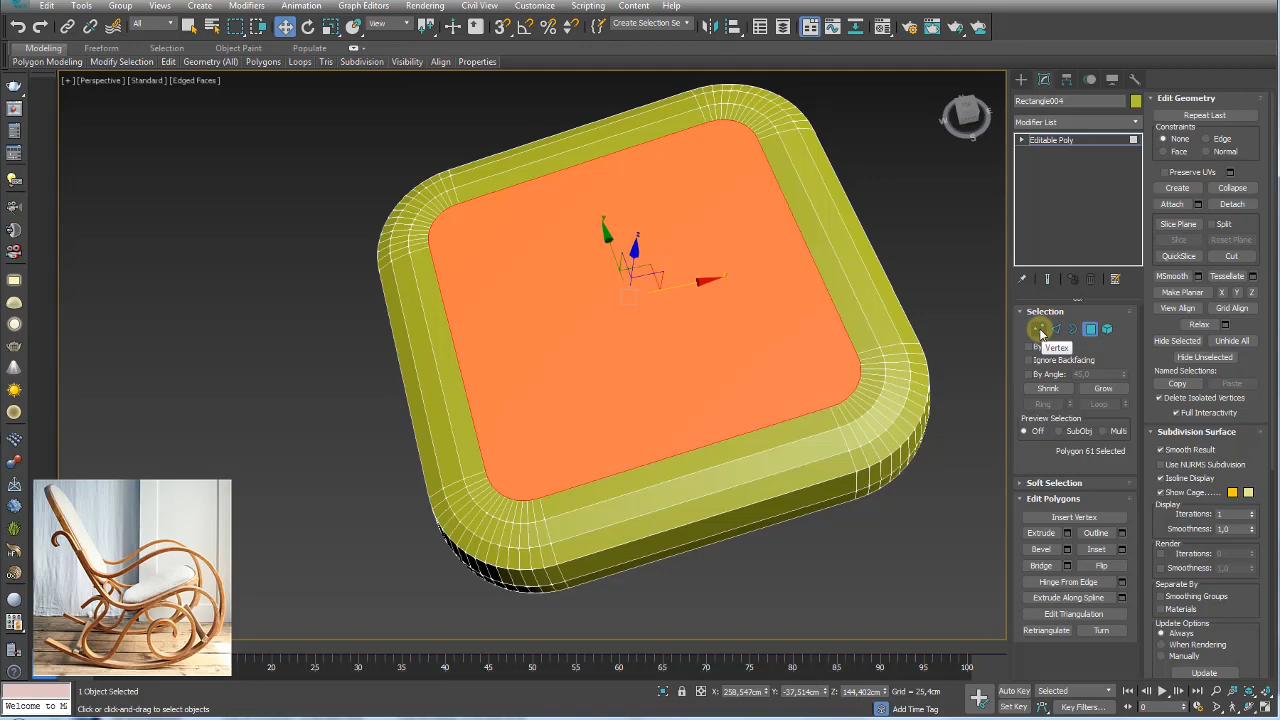 Edit Tools Group Views Create Modifiers Animation Graph Editors Rendering Civil View Customize Scripting Content Help
All View Create Selection Se
Modeling Freeform Selection Object Paint Populate
Polygon Modeling Modify Selection Edit Geometry (All) Polygons Loops Tris Subdivision Visibility Align Properties
[+] [Perspective] [Standard] [Edged Faces]
Rectangle004
Modifier List
Editable Poly
Selection
Vertex
By
Ignore Backfacing
By Angle: 45,0
Shrink Grow
Ring Loop
Preview Selection
Off SubObj Multi
Polygon 61 Selected
Soft Selection
Edit Polygons
Insert Vertex
Extrude Outline
Bevel Inset
Bridge Flip
Hinge From Edge
Extrude Along Spline
Edit Triangulation
Retriangulate Turn
Edit Geometry
Repeat Last
Constraints
None Edge
Face Normal
Preserve UVs
Create Collapse
Attach Detach
Slice Plane Split
Slice Reset Plane
QuickSlice Cut
MSmooth Tessellate
Make Planar X Y Z
View Align Grid Align
Relax
Hide Selected Unhide All
Hide Unselected
Named Selections:
Copy Paste
Delete Isolated Vertices
Full Interactivity
Subdivision Surface
Smooth Result
Use NURMS Subdivision
Isoline Display
Show Cage......
Display
Iterations: 1
Smoothness: 1,0
Render
Iterations: 0
Smoothness: 1,0
Separate By
Smoothing Groups
Materials
Update Options
Always
When Rendering
Manually
Update
20 25 30 35 40 45 50 55 60 65 70 75 80 85 90 95 100
1 Object Selected
X: 258,547cm Y: -37,514cm Z: 144,402cm Grid = 25,4cm
Auto Key Selected
Welcome to Mi
Click or click-and-drag to select objects
Add Time Tag
Set Key Key Filters...
0